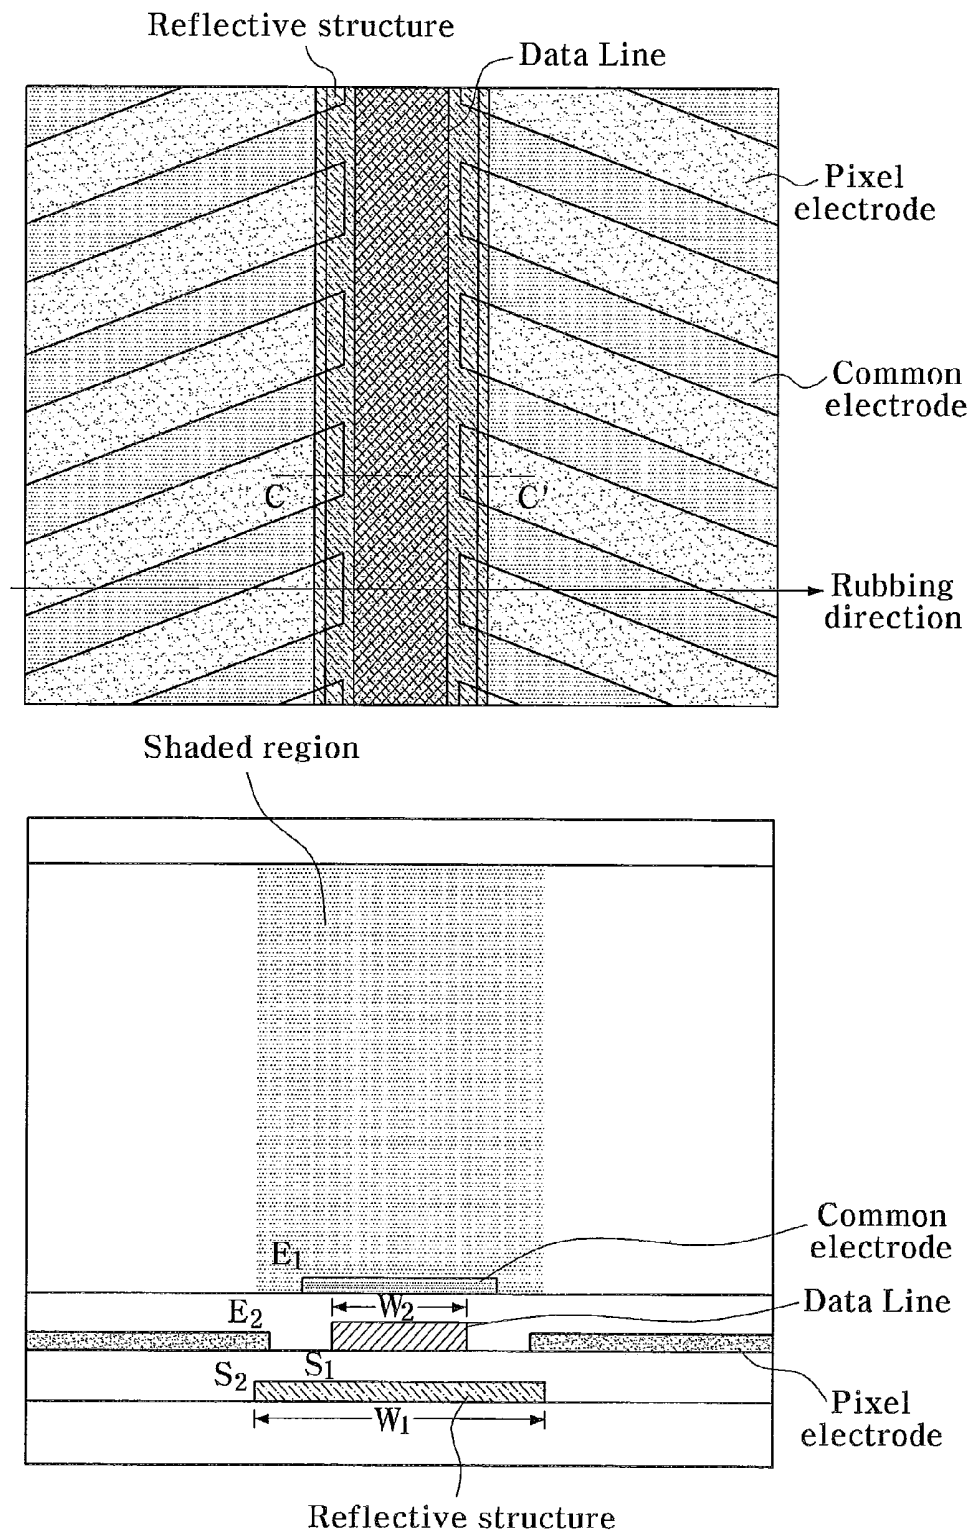 Reflective structure
Data Line
Pixel
electrode
Common
electrode
C
C'
Rubbing
direction
Shaded region
Common
electrode
E1
W2
Data Line
E2
S1
S2
W1
Pixel
electrode
Reflective structure